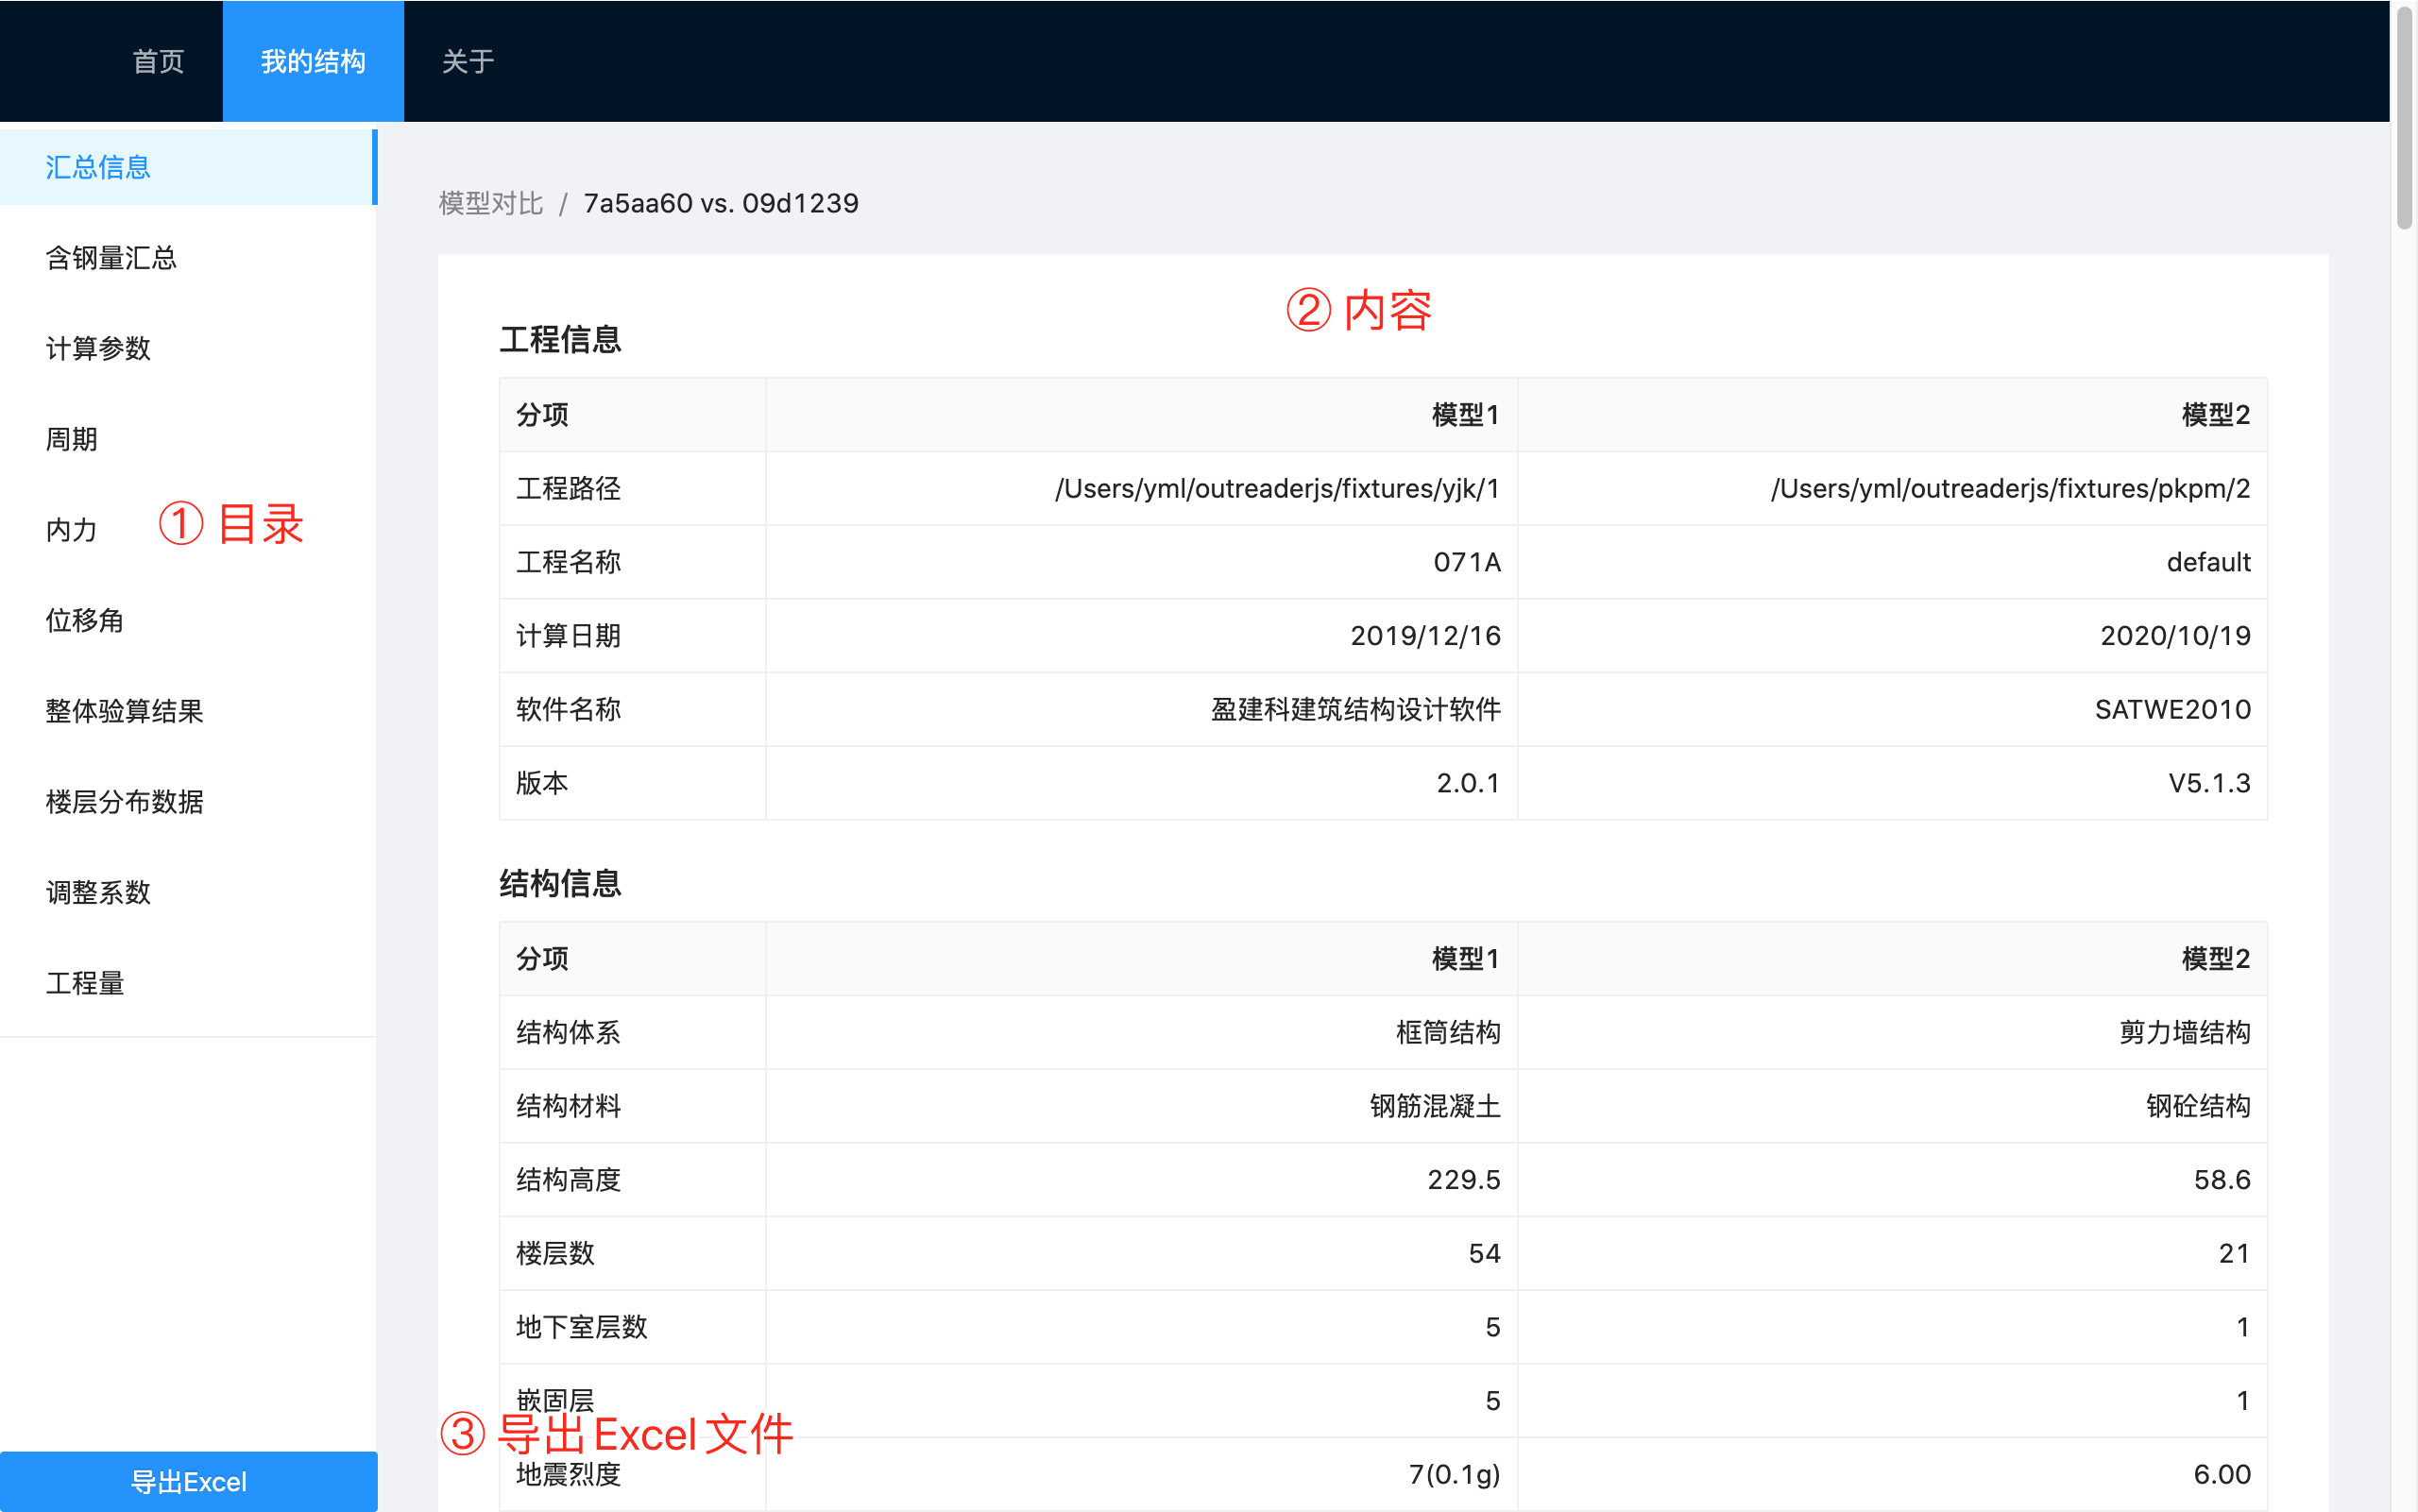 首页 我的结构 关于
汇总信息
含钢量汇总
计算参数
周期
内力
位移角
整体验算结果
楼层分布数据
调整系数
工程量
① 目录
导出Excel
模型对比 / 7a5aa60 vs. 09d1239
② 内容
工程信息
分项 模型1 模型2
工程路径 /Users/yml/outreaderjs/fixtures/yjk/1 /Users/yml/outreaderjs/fixtures/pkpm/2
工程名称 071A default
计算日期 2019/12/16 2020/10/19
软件名称 盈建科建筑结构设计软件 SATWE2010
版本 2.0.1 V5.1.3
结构信息
分项 模型1 模型2
结构体系 框筒结构 剪力墙结构
结构材料 钢筋混凝土 钢砼结构
结构高度 229.5 58.6
楼层数 54 21
地下室层数 5 1
嵌固层 5 1
③ 导出Excel 文件
地震烈度 7(0.1g) 6.00